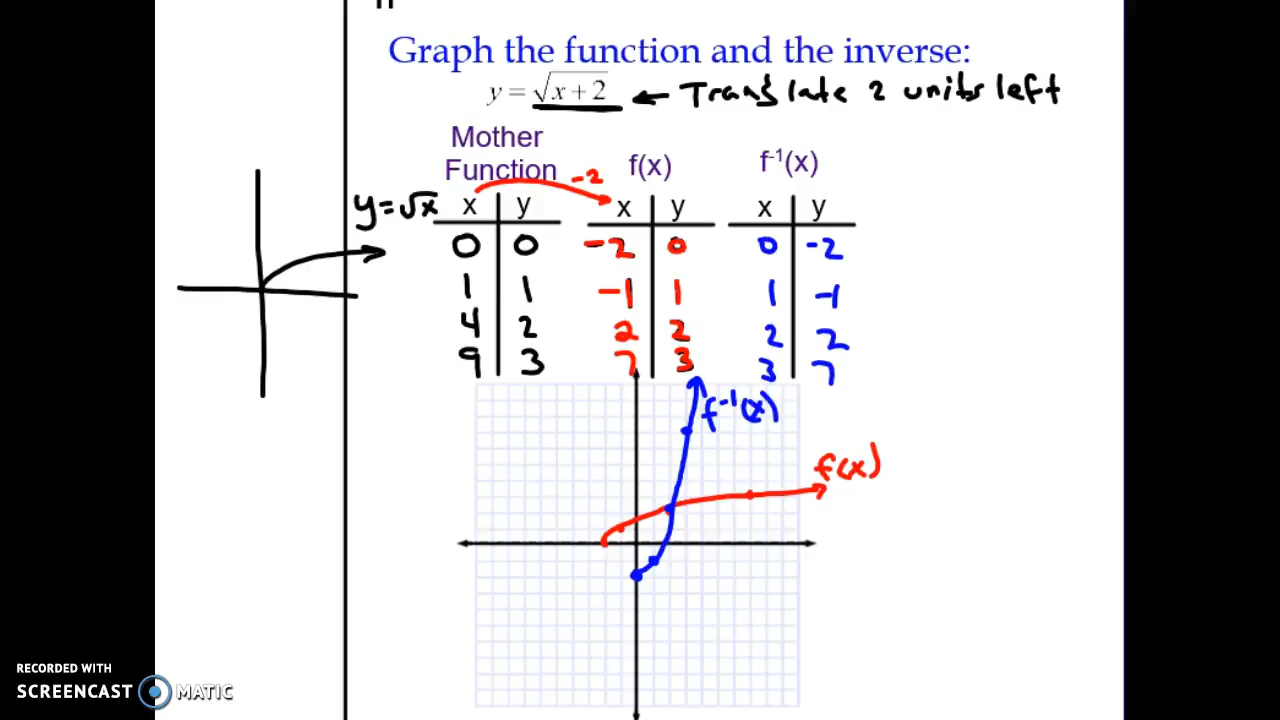 Graph the function and the inverse:
y = √x + 2 ← Translate 2 units left
Mother
Function f(x) f⁻¹(x)
-2
y=√x x y x y x y
0 0 -2 0 0 -2
1 1 -1 1 1 -1
4 2 2 2 2 2
9 3 7 3 3 7
f⁻¹(x)
f(x)
RECORDED WITH
SCREENCAST MATIC